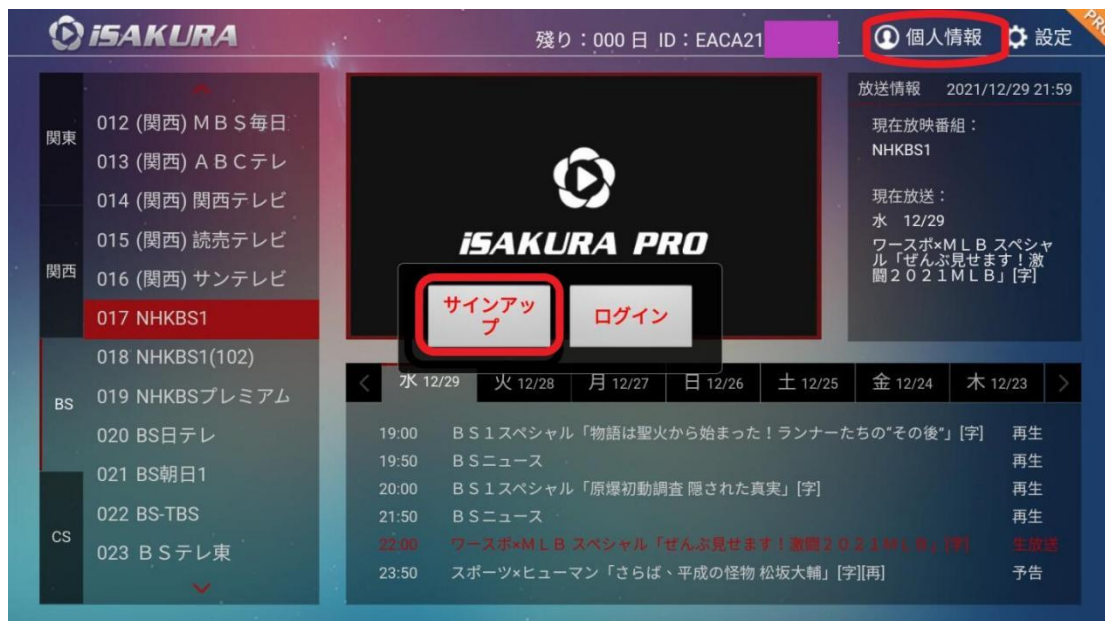 iSAKURA
残り：000 日 ID：EACA21
個人情報
設定
PRO
関東
関西
BS
CS
012 (関西) ＭＢＳ毎日
013 (関西) ＡＢＣテレ
014 (関西) 関西テレビ
015 (関西) 読売テレビ
016 (関西) サンテレビ
017 NHKBS1
018 NHKBS1(102)
019 NHKBSプレミアム
020 BS日テレ
021 BS朝日1
022 BS-TBS
023 ＢＳテレ東
iSAKURA PRO
サインアッ
プ
ログイン
放送情報 2021/12/29 21:59
現在放映番組：
NHKBS1
現在放送：
水 12/29
ワースポ×ＭＬＢ スペシャ
ル「ぜんぶ見せます！激
闘２０２１ＭＬＢ」[字]
< 水 12/29 火 12/28 月 12/27 日 12/26 土 12/25 金 12/24 木 12/23 >
19:00 ＢＳ１スペシャル「物語は聖火から始まった！ランナーたちの“その後”」[字] 再生
19:50 ＢＳニュース 再生
20:00 ＢＳ１スペシャル「原爆初動調査 隠された真実」[字] 再生
21:50 ＢＳニュース 再生
22:00 ワースポ×ＭＬＢ スペシャル「ぜんぶ見せます！激闘２０２１ＭＬＢ」[字] 生放送
23:50 スポーツ×ヒューマン「さらば、平成の怪物 松坂大輔」[字][再] 予告